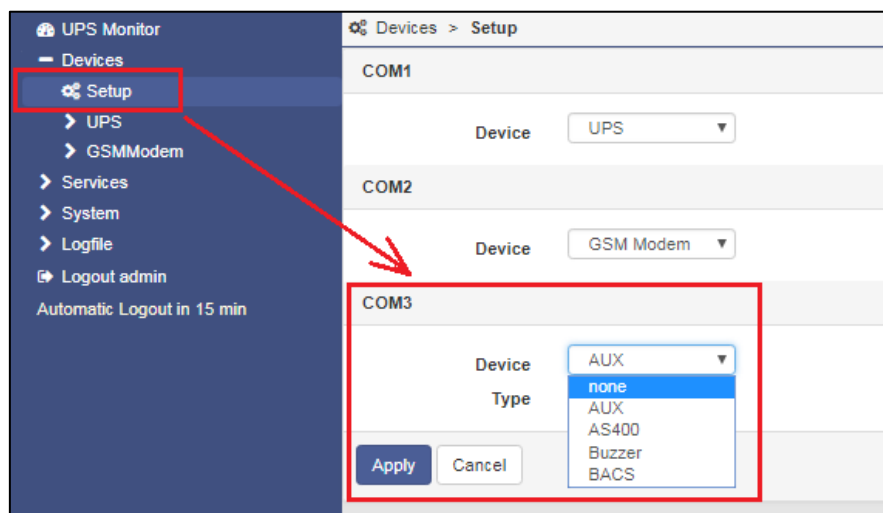 UPS Monitor
Devices
Setup
UPS
GSMModem
Services
System
Logfile
Logout admin
Automatic Logout in 15 min
Devices > Setup
COM1
Device UPS
COM2
Device GSM Modem
COM3
Device AUX
Type
none
AUX
AS400
Buzzer
BACS
Apply Cancel